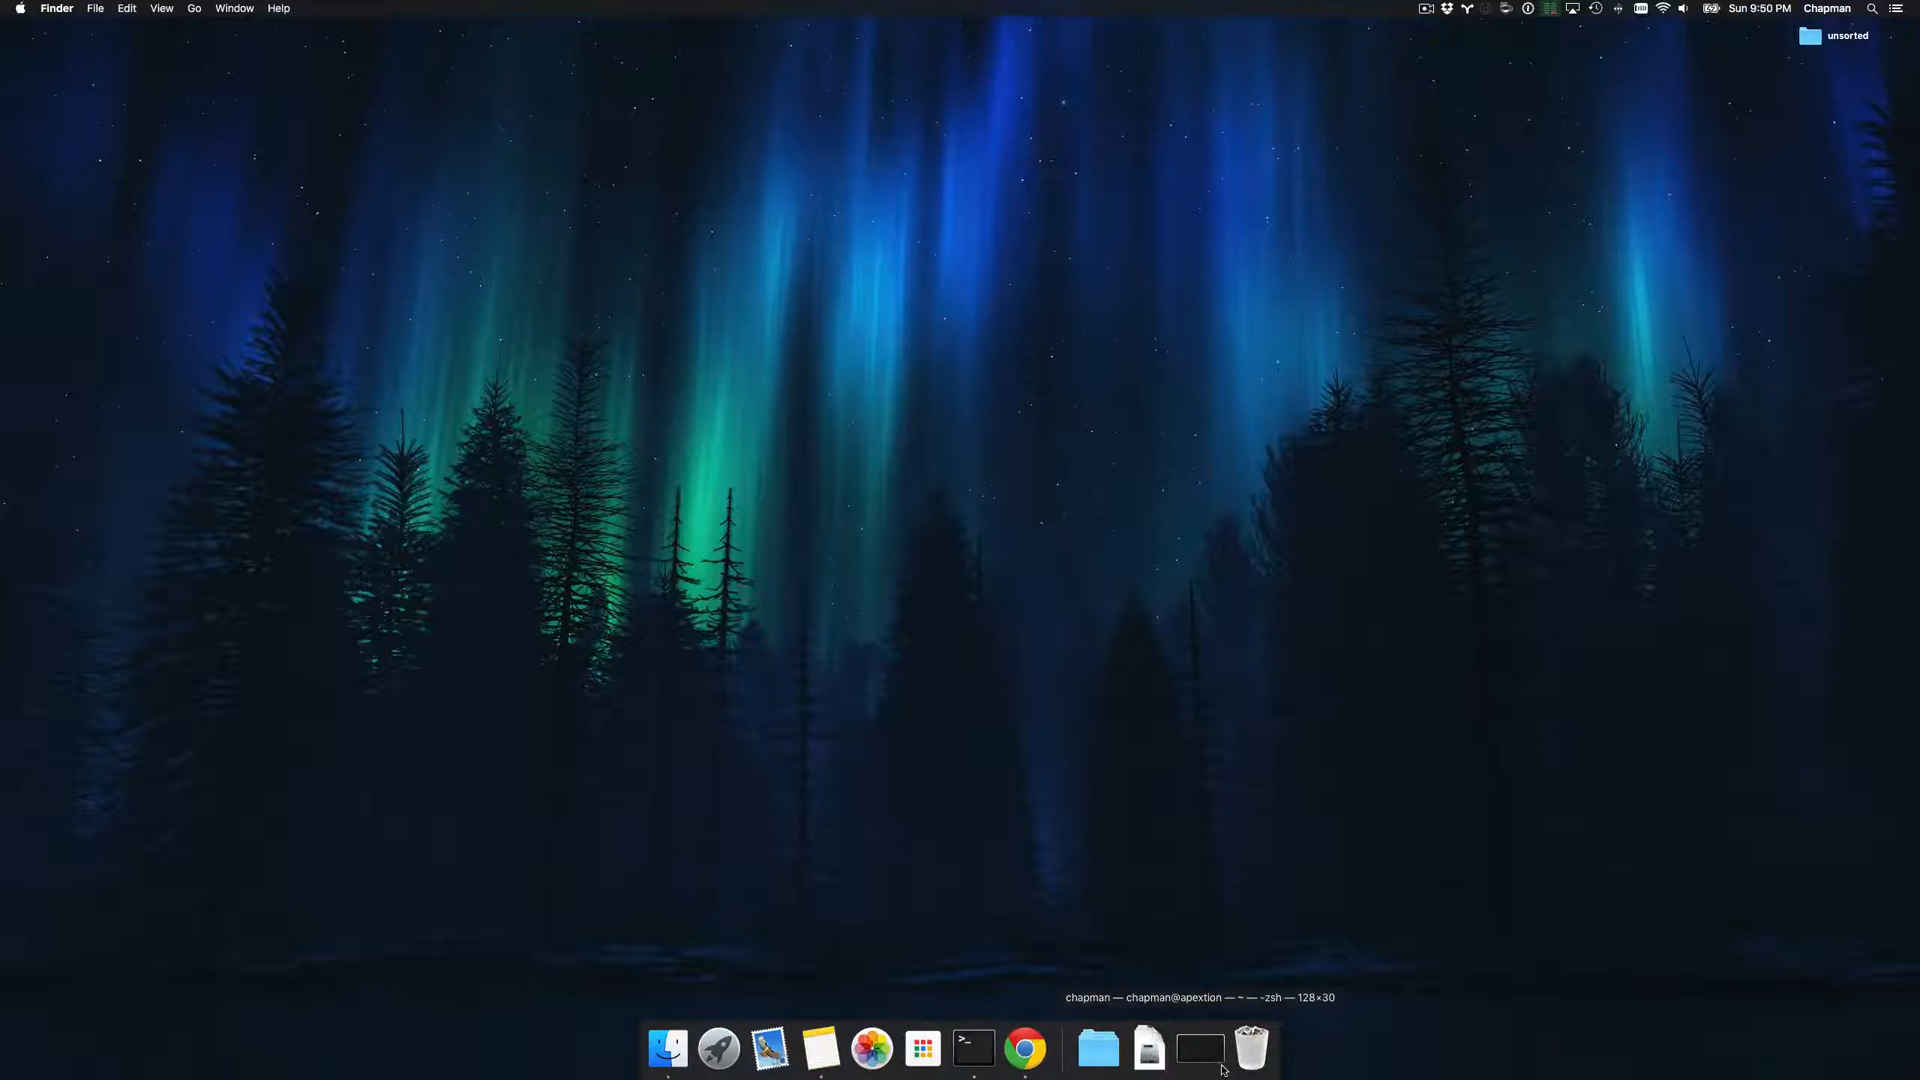 Finder File Edit View Go Window Help Sun 9:50 PM Chapman
unsorted
chapman — chapman@apextion — ~ — -zsh — 128×30
>_